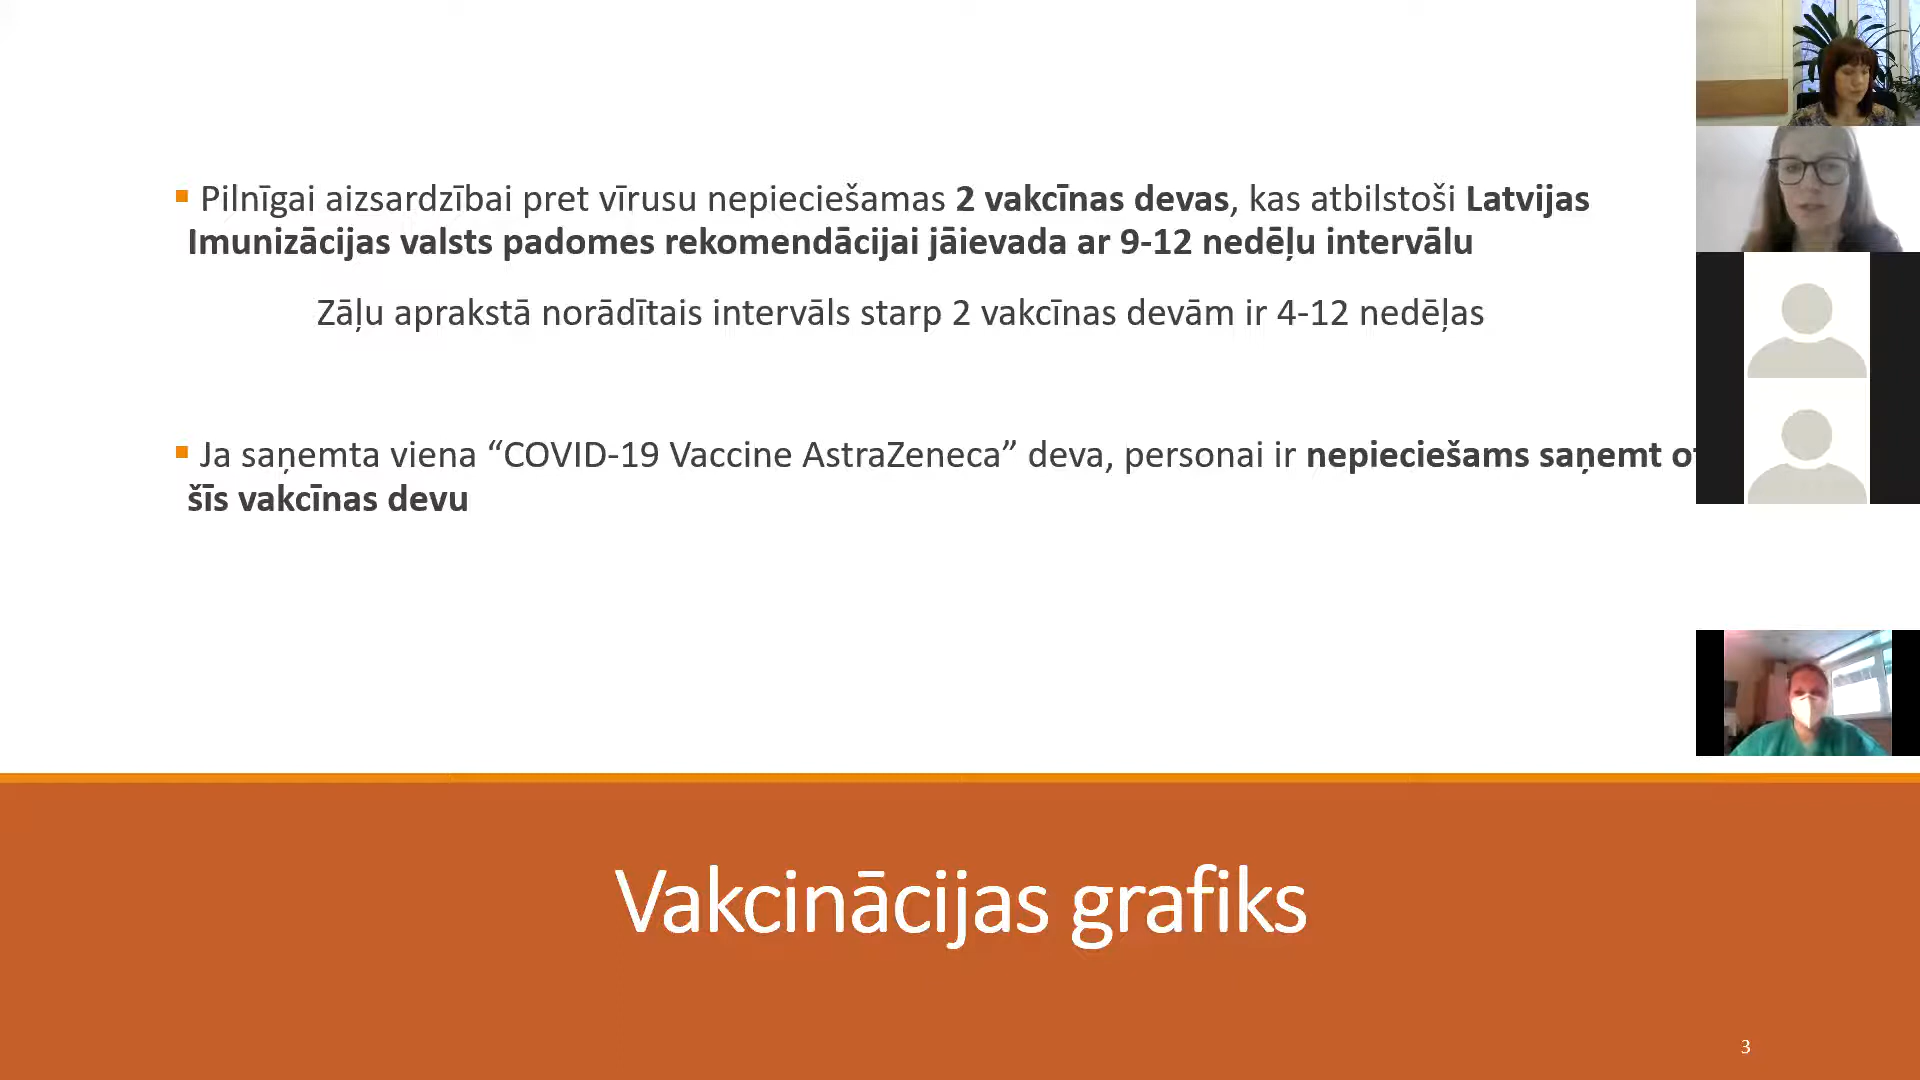 Pilnīgai aizsardzībai pret vīrusu nepieciešamas 2 vakcīnas devas, kas atbilstoši Latvijas
Imunizācijas valsts padomes rekomendācijai jāievada ar 9-12 nedēļu intervālu
Zāļu aprakstā norādītais intervāls starp 2 vakcīnas devām ir 4-12 nedēļas
Ja saņemta viena “COVID-19 Vaccine AstraZeneca” deva, personai ir nepieciešams saņemt
šīs vakcīnas devu
Vakcinācijas grafiks
3